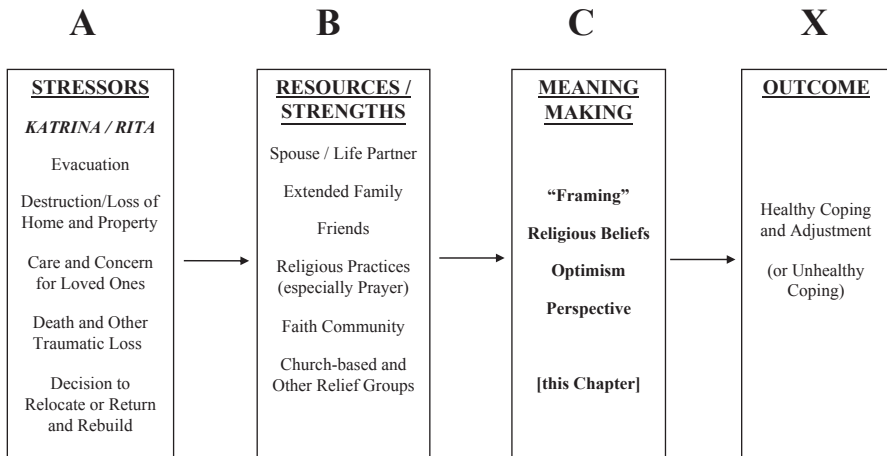 A
B
C
X
STRESSORS
KATRINA / RITA
Evacuation
Destruction/Loss of
Home and Property
Care and Concern
for Loved Ones
Death and Other
Traumatic Loss
Decision to
Relocate or Return
and Rebuild
RESOURCES /
STRENGTHS
Spouse / Life Partner
Extended Family
Friends
Religious Practices
(especially Prayer)
Faith Community
Church-based and
Other Relief Groups
MEANING
MAKING
“Framing”
Religious Beliefs
Optimism
Perspective
[this Chapter]
OUTCOME
Healthy Coping
and Adjustment
(or Unhealthy
Coping)